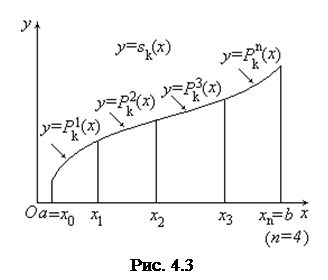 y
y=s_k(x)
y=P_k^n(x)
y=P_k^3(x)
y=P_k^2(x)
y=P_k^1(x)
O a=x_0 x_1 x_2 x_3 x_n=b x
(n=4)
Рис. 4.3